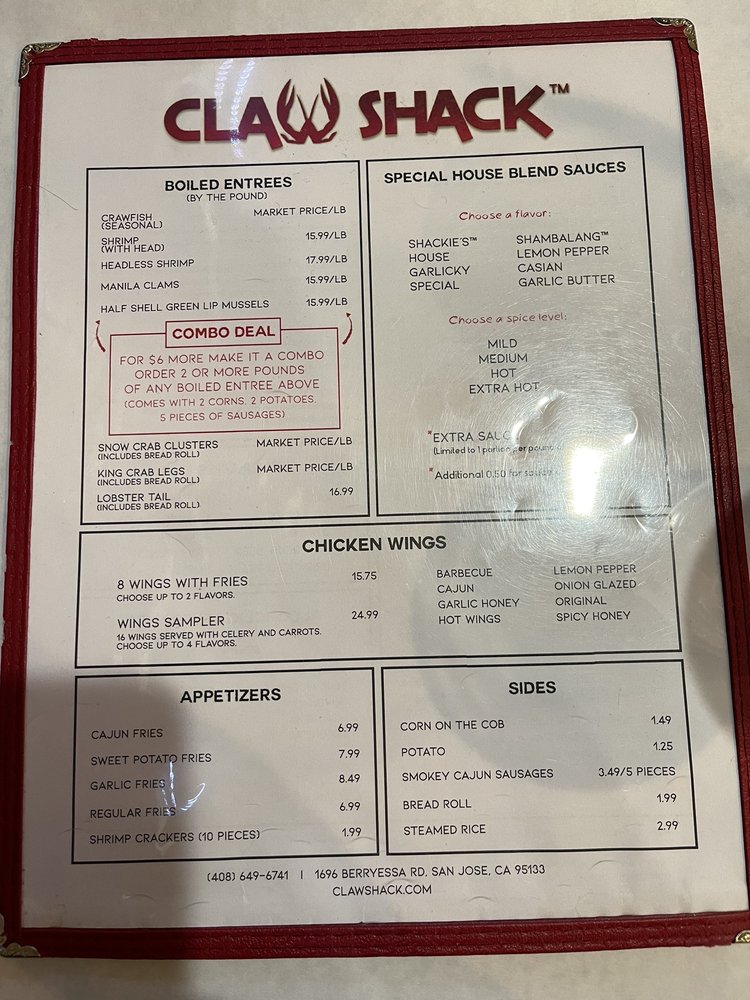 CLAW SHACK™
BOILED ENTREES
(BY THE POUND)
CRAWFISH MARKET PRICE/LB
(SEASONAL)
SHRIMP 15.99/LB
(WITH HEAD)
HEADLESS SHRIMP 17.99/LB
MANILA CLAMS 15.99/LB
HALF SHELL GREEN LIP MUSSELS 15.99/LB
COMBO DEAL
FOR $6 MORE MAKE IT A COMBO
ORDER 2 OR MORE POUNDS
OF ANY BOILED ENTREE ABOVE
(COMES WITH 2 CORNS, 2 POTATOES,
5 PIECES OF SAUSAGES)
SNOW CRAB CLUSTERS MARKET PRICE/LB
(INCLUDES BREAD ROLL)
KING CRAB LEGS MARKET PRICE/LB
(INCLUDES BREAD ROLL)
LOBSTER TAIL 16.99
(INCLUDES BREAD ROLL)
SPECIAL HOUSE BLEND SAUCES
Choose a flavor:
SHACKIE'S™ SHAMBALANG™
HOUSE LEMON PEPPER
GARLICKY CASIAN
SPECIAL GARLIC BUTTER
Choose a spice level:
MILD
MEDIUM
HOT
EXTRA HOT
*EXTRA
(Limited to 1 portion per pound
*Additional 0.50 for sauce
CHICKEN WINGS
8 WINGS WITH FRIES 15.75
CHOOSE UP TO 2 FLAVORS.
WINGS SAMPLER 24.99
16 WINGS SERVED WITH CELERY AND CARROTS.
CHOOSE UP TO 4 FLAVORS.
BARBECUE LEMON PEPPER
CAJUN ONION GLAZED
GARLIC HONEY ORIGINAL
HOT WINGS SPICY HONEY
APPETIZERS
CAJUN FRIES 6.99
SWEET POTATO FRIES 7.99
GARLIC FRIES 8.49
REGULAR FRIES 6.99
SHRIMP CRACKERS (10 PIECES) 1.99
SIDES
CORN ON THE COB 1.49
POTATO 1.25
SMOKEY CAJUN SAUSAGES 3.49/5 PIECES
BREAD ROLL 1.99
STEAMED RICE 2.99
(408) 649-6741 | 1696 BERRYESSA RD, SAN JOSE, CA 95133
CLAWSHACK.COM